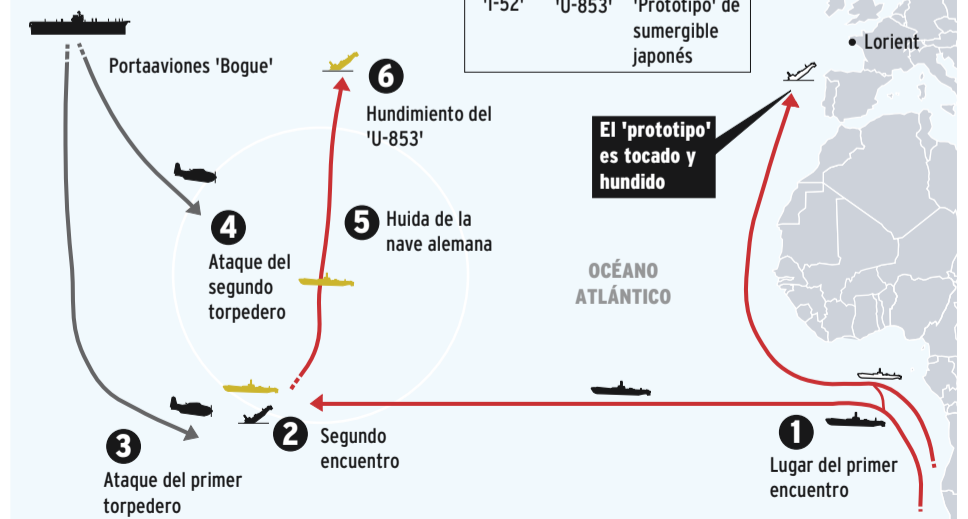 'I-52'
'U-853'
'Prototipo' de
sumergible
japonés
Lorient
Portaaviones 'Bogue'
6
Hundimiento del
'U-853'
El 'prototipo'
es tocado y
hundido
5
Huida de la
nave alemana
4
Ataque del
segundo
torpedero
OCÉANO
ATLÁNTICO
2
Segundo
encuentro
3
Ataque del primer
torpedero
1
Lugar del primer
encuentro